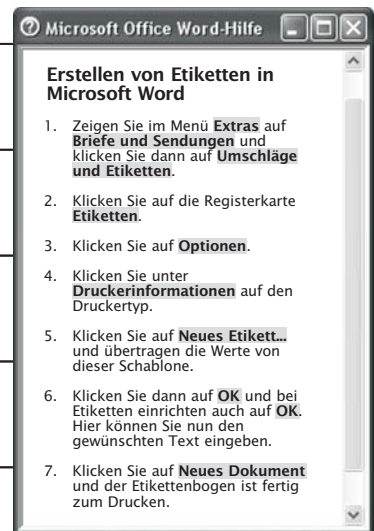 Microsoft Office Word-Hilfe
Erstellen von Etiketten in
Microsoft Word
1. Zeigen Sie im Menü Extras auf
Briefe und Sendungen und
klicken Sie dann auf Umschläge
und Etiketten.
2. Klicken Sie auf die Registerkarte
Etiketten.
3. Klicken Sie auf Optionen.
4. Klicken Sie unter
Druckerinformationen auf den
Druckertyp.
5. Klicken Sie auf Neues Etikett...
und übertragen die Werte von
dieser Schablone.
6. Klicken Sie dann auf OK und bei
Etiketten einrichten auch auf OK.
Hier können Sie nun den
gewünschten Text eingeben.
7. Klicken Sie auf Neues Dokument
und der Etikettenbogen ist fertig
zum Drucken.